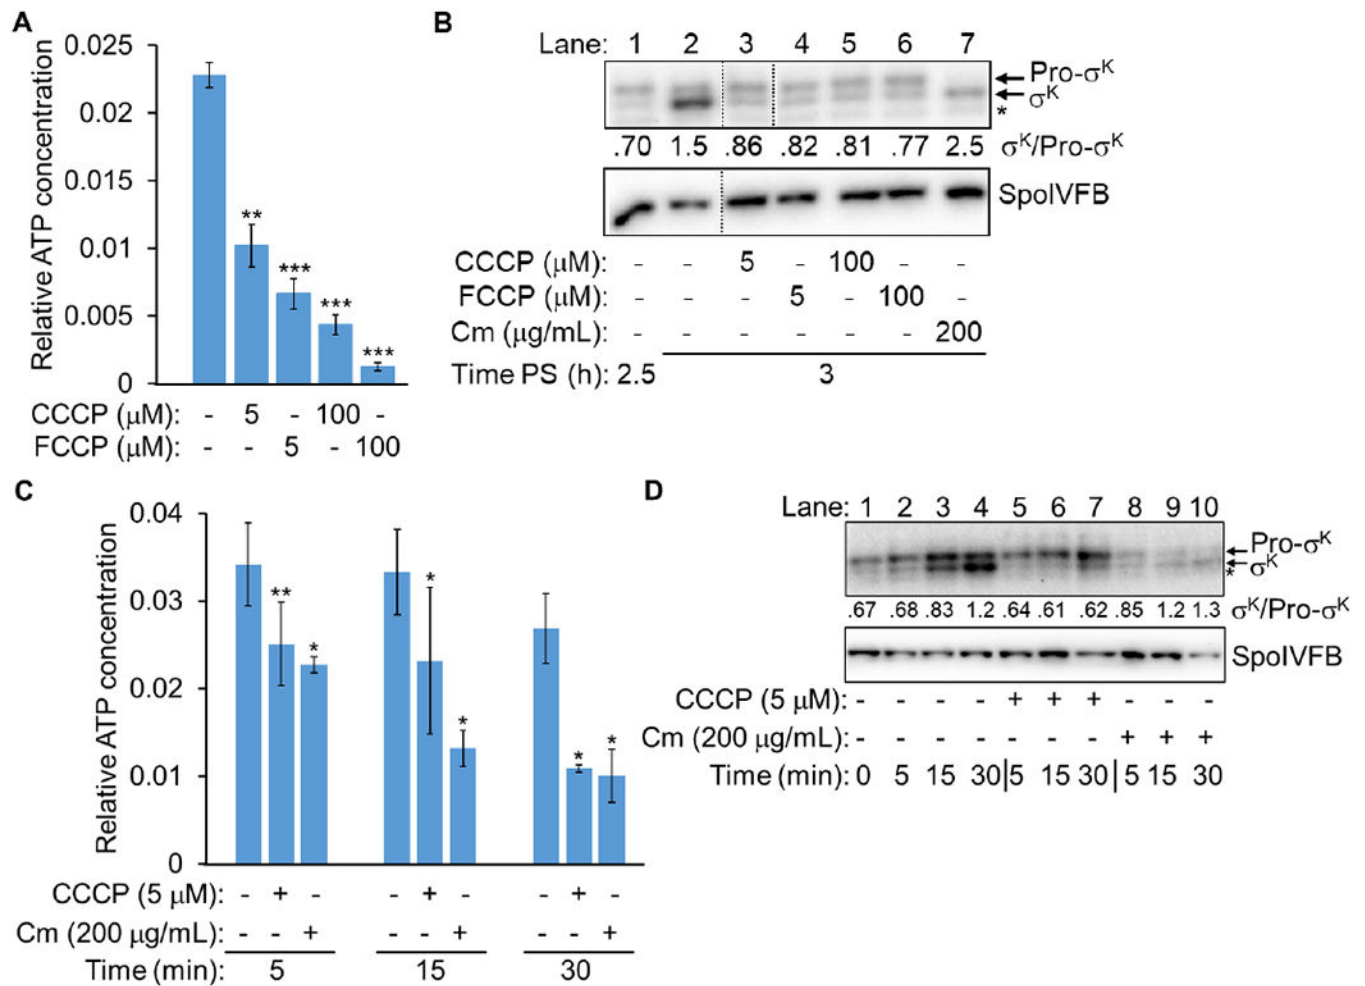 A
Relative ATP concentration
0.025
0.02
0.015
**
0.01
***
***
0.005
***
0
CCCP (μM): - 5 - 100 -
FCCP (μM): - - 5 - 100
B
Lane: 1 2 3 4 5 6 7
Pro-σᴷ
σᴷ
*
.70 1.5 .86 .82 .81 .77 2.5 σᴷ/Pro-σᴷ
SpoIVFB
CCCP (μM): - - 5 - 100 - -
FCCP (μM): - - - 5 - 100 -
Cm (μg/mL): - - - - - - 200
Time PS (h): 2.5 3
C
Relative ATP concentration
0.04
0.03
** * *
0.02
* *
0.01
* *
0
CCCP (5 μM): - + - - + - - + -
Cm (200 μg/mL): - - + - - + - - +
Time (min): 5 15 30
D
Lane: 1 2 3 4 5 6 7 8 9 10
Pro-σᴷ
σᴷ
*
.67 .68 .83 1.2 .64 .61 .62 .85 1.2 1.3 σᴷ/Pro-σᴷ
SpoIVFB
CCCP (5 μM): - - - - + + + - - -
Cm (200 μg/mL): - - - - - - - + + +
Time (min): 0 5 15 30 | 5 15 30 | 5 15 30